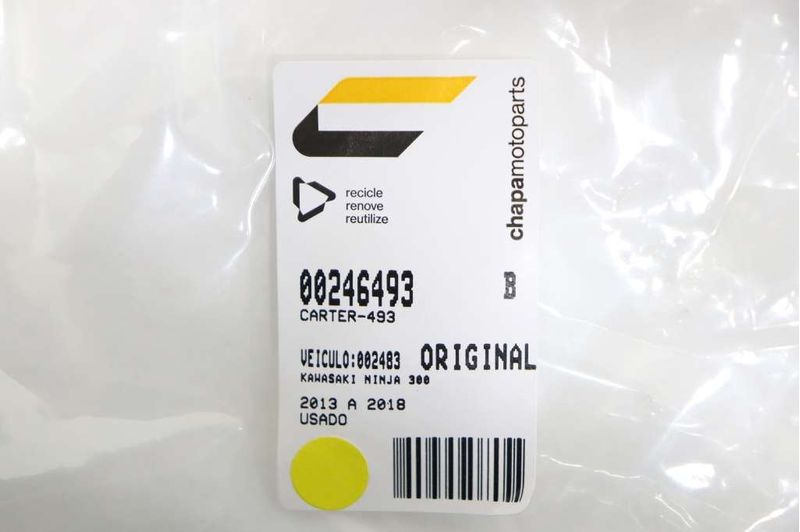 chapamotoparts
recicle
renove
reutilize
00246493
B
CARTER-493
VEICULO:002483 ORIGINAL
KAWASAKI NINJA 300
2013 A 2018
USADO